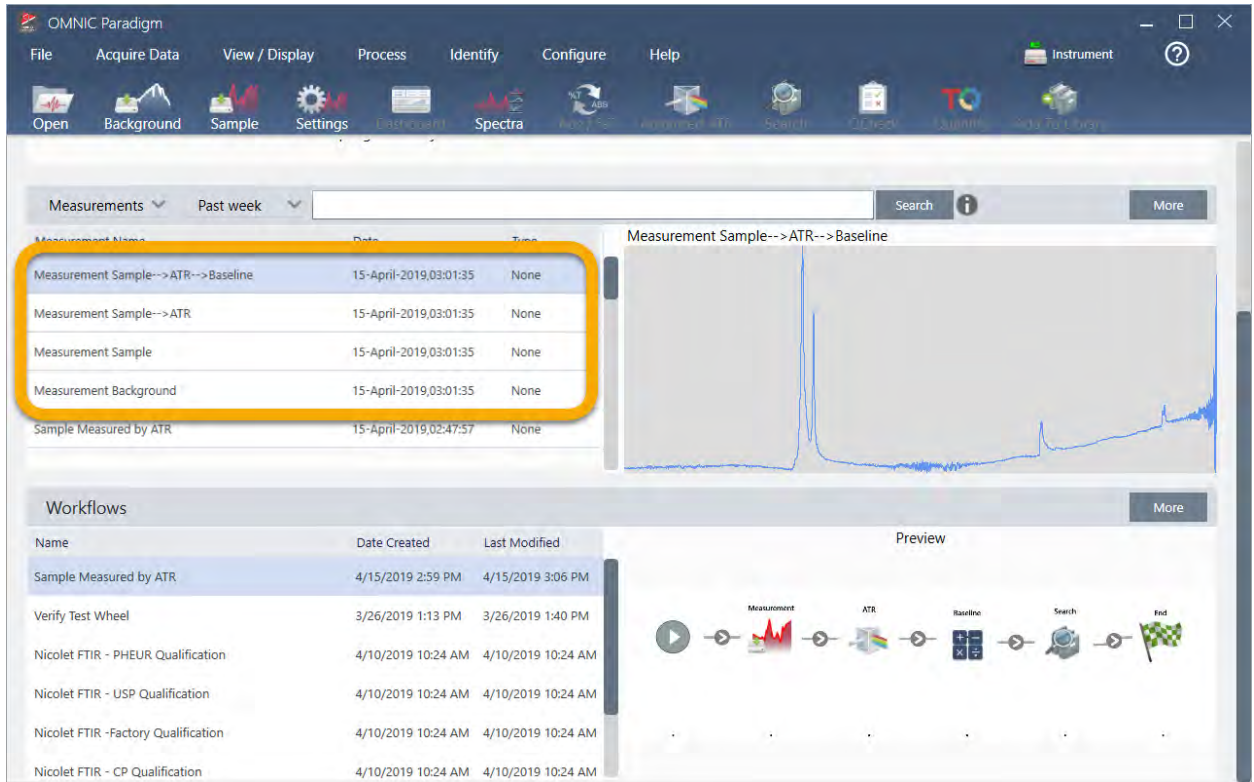 OMNIC Paradigm
File Acquire Data View / Display Process Identify Configure Help Instrument
Open Background Sample Settings Dashboard Spectra Search QCheck Quantify Add To Library
Measurements Past week Search More
Measurement Name Date Type Measurement Sample-->ATR-->Baseline
Measurement Sample-->ATR-->Baseline 15-April-2019,03:01:35 None
Measurement Sample-->ATR 15-April-2019,03:01:35 None
Measurement Sample 15-April-2019,03:01:35 None
Measurement Background 15-April-2019,03:01:35 None
Sample Measured by ATR 15-April-2019,02:47:57 None
Workflows More
Name Date Created Last Modified Preview
Sample Measured by ATR 4/15/2019 2:59 PM 4/15/2019 3:06 PM
Measurement ATR Baseline Search End
Verify Test Wheel 3/26/2019 1:13 PM 3/26/2019 1:40 PM
Nicolet FTIR - PHEUR Qualification 4/10/2019 10:24 AM 4/10/2019 10:24 AM
Nicolet FTIR - USP Qualification 4/10/2019 10:24 AM 4/10/2019 10:24 AM
Nicolet FTIR -Factory Qualification 4/10/2019 10:24 AM 4/10/2019 10:24 AM
Nicolet FTIR - CP Qualification 4/10/2019 10:24 AM 4/10/2019 10:24 AM